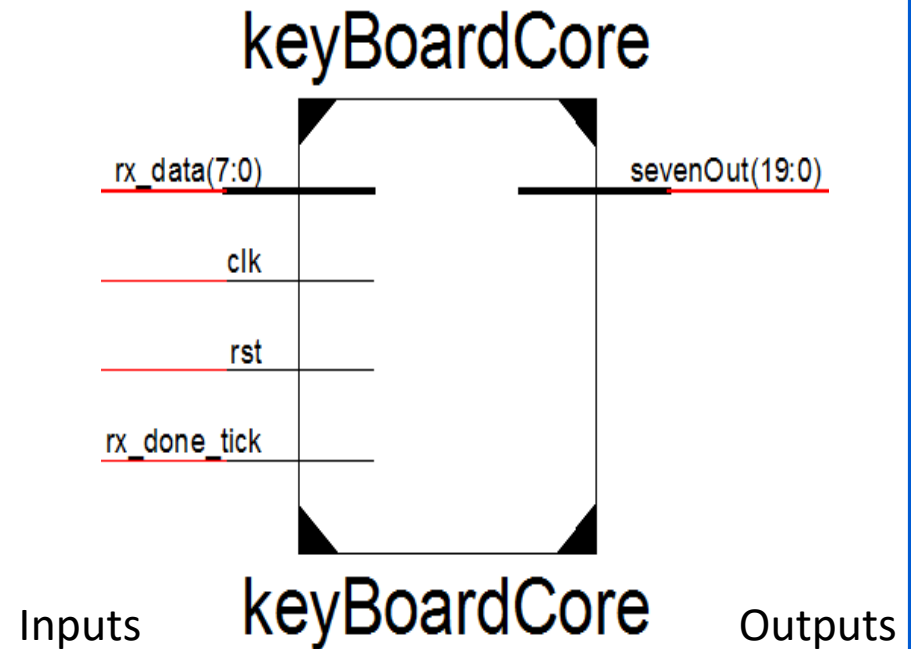 keyBoardCore
rx_data(7:0) sevenOut(19:0)
clk
rst
rx_done_tick
Inputs keyBoardCore Outputs